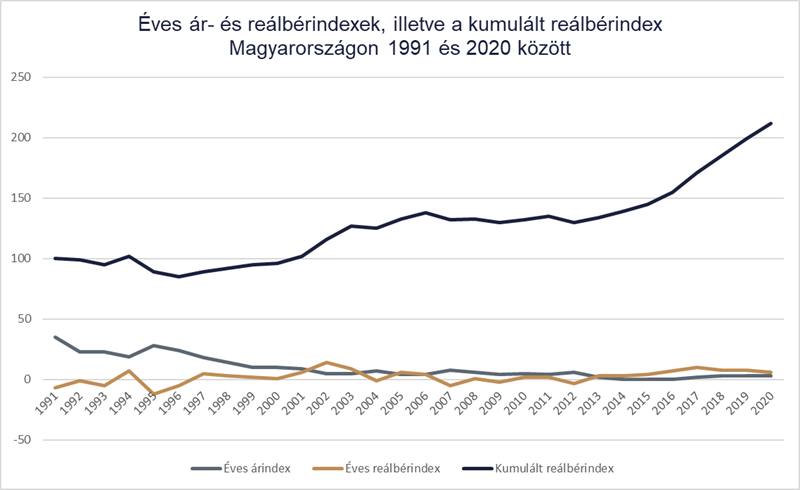 Éves ár- és reálbérindexek, illetve a kumulált reálbérindex
Magyarországon 1991 és 2020 között
250
200
150
100
50
0
-50
1991 1992 1993 1994 1995 1996 1997 1998 1999 2000 2001 2002 2003 2004 2005 2006 2007 2008 2009 2010 2011 2012 2013 2014 2015 2016 2017 2018 2019 2020
Éves árindex Éves reálbérindex Kumulált reálbérindex